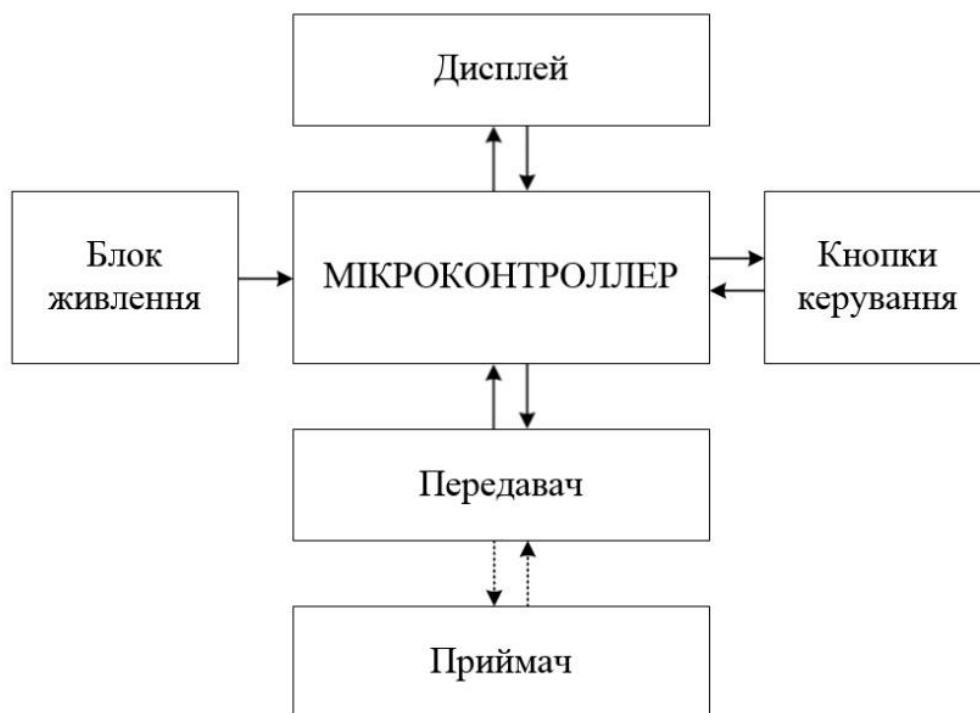 Дисплей
Блок
живлення
МІКРОКОНТРОЛЛЕР
Кнопки
керування
Передавач
Приймач